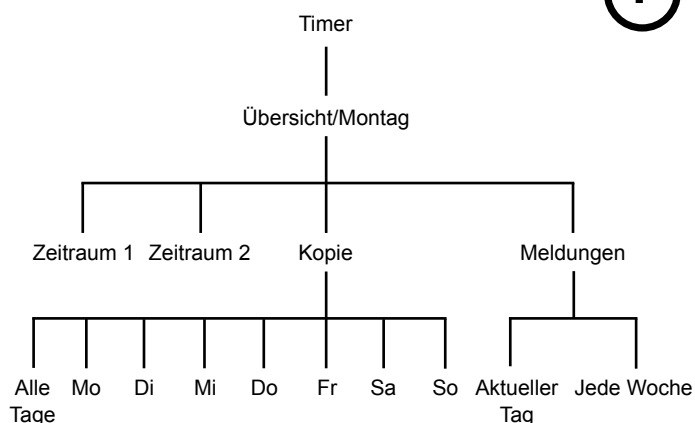 Timer
Übersicht/Montag
Zeitraum 1 Zeitraum 2 Kopie Meldungen
Alle Mo Di Mi Do Fr Sa So Aktueller Jede Woche
Tage Tag